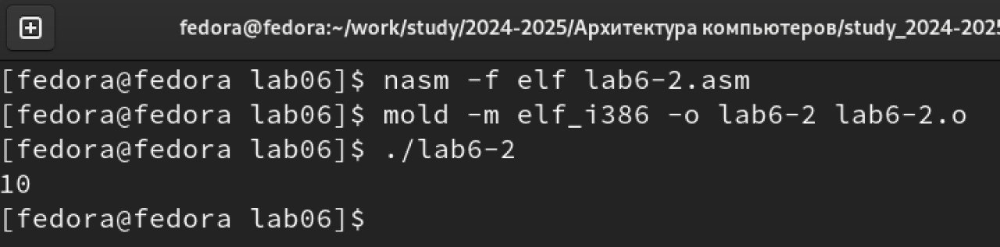 fedora@fedora:~/work/study/2024-2025/Архитектура компьютеров/study_2024-2025
[fedora@fedora lab06]$ nasm -f elf lab6-2.asm
[fedora@fedora lab06]$ mold -m elf_i386 -o lab6-2 lab6-2.o
[fedora@fedora lab06]$ ./lab6-2
10
[fedora@fedora lab06]$